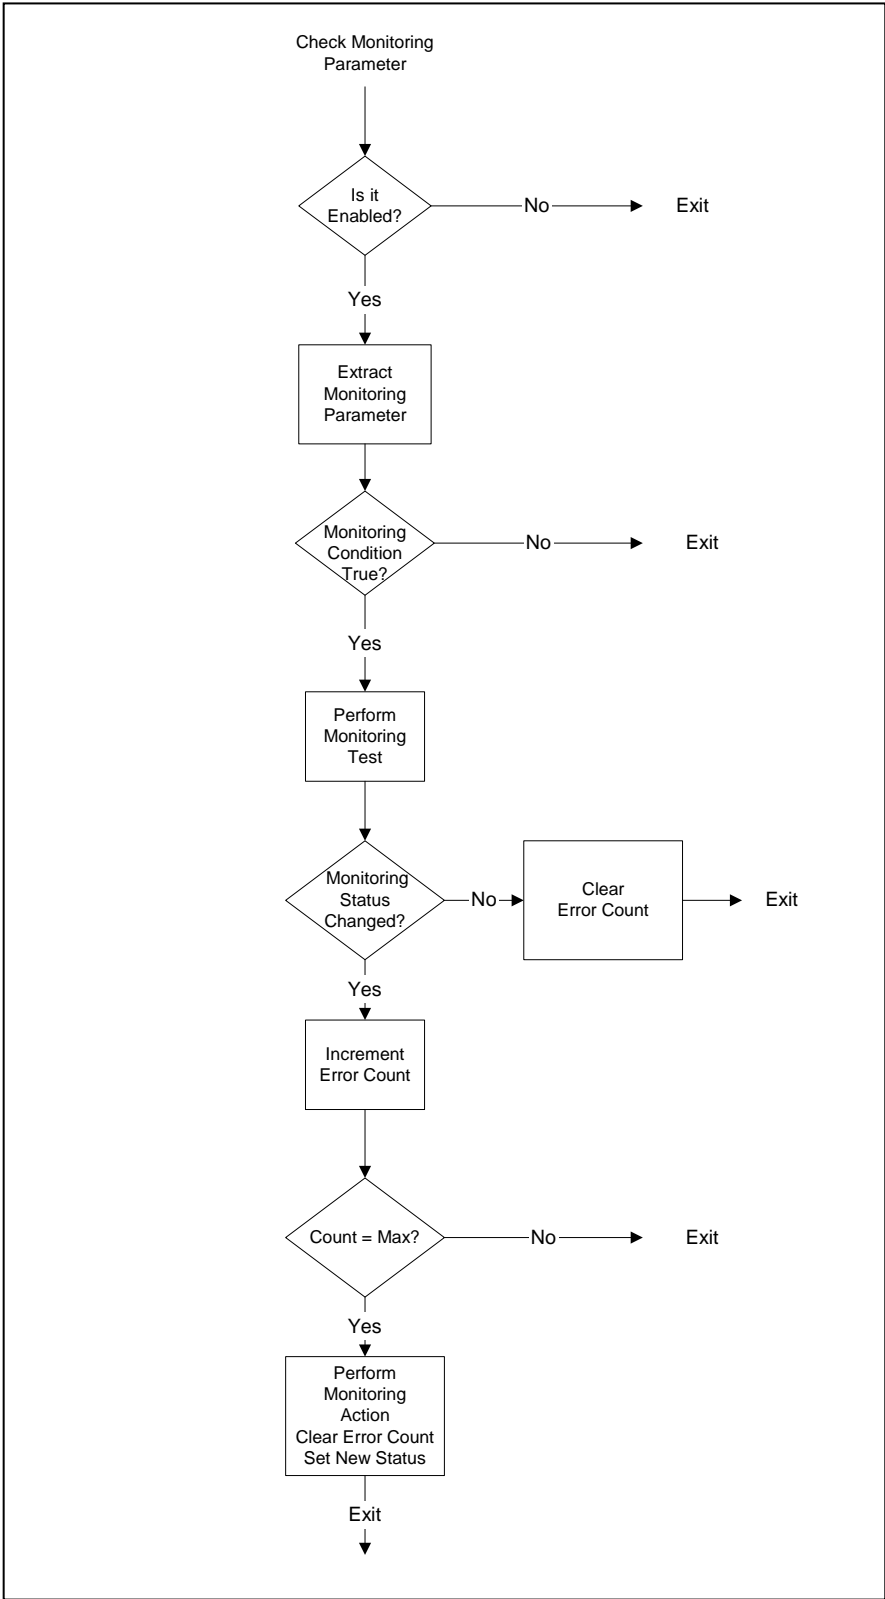 Check Monitoring
Parameter
Is it
Enabled?
No
Exit
Yes
Extract
Monitoring
Parameter
Monitoring
Condition
True?
No
Exit
Yes
Perform
Monitoring
Test
Monitoring
Status
Changed?
No
Clear
Error Count
Exit
Yes
Increment
Error Count
Count = Max?
No
Exit
Yes
Perform
Monitoring
Action
Clear Error Count
Set New Status
Exit